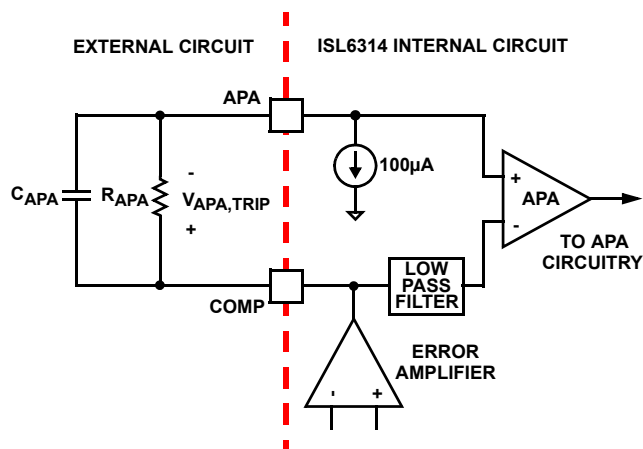 EXTERNAL CIRCUIT
ISL6314 INTERNAL CIRCUIT
APA
100µA
CAPA
RAPA
-
VAPA,TRIP
+
+
APA
-
TO APA
CIRCUITRY
LOW
PASS
FILTER
COMP
ERROR
AMPLIFIER
- +